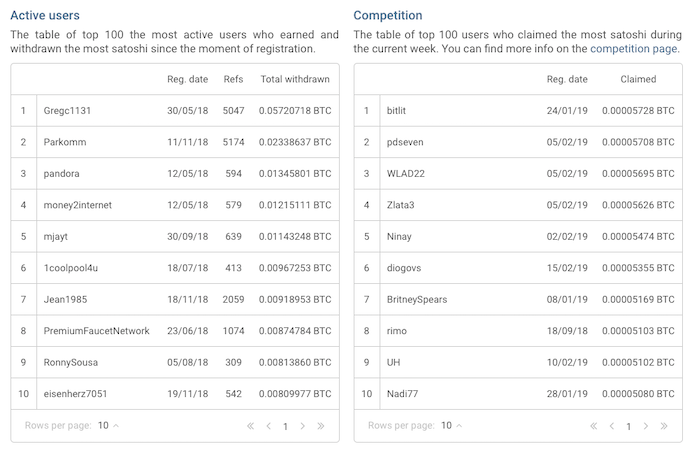 Active users
The table of top 100 the most active users who earned and
withdrawn the most satoshi since the moment of registration.
Reg. date Refs Total withdrawn
1 Gregc1131 30/05/18 5047 0.05720718 BTC
2 Parkomm 11/11/18 5174 0.02338637 BTC
3 pandora 12/05/18 594 0.01345801 BTC
4 money2internet 12/05/18 579 0.01215111 BTC
5 mjayt 30/09/18 639 0.01143248 BTC
6 1coolpool4u 18/07/18 413 0.00967253 BTC
7 Jean1985 18/11/18 2059 0.00918953 BTC
8 PremiumFaucetNetwork 23/06/18 1074 0.00874784 BTC
9 RonnySousa 05/08/18 309 0.00813860 BTC
10 eisenherz7051 19/11/18 542 0.00809977 BTC
Rows per page: 10 1
Competition
The table of top 100 users who claimed the most satoshi during
the current week. You can find more info on the competition page.
Reg. date Claimed
1 bitlit 24/01/19 0.00005728 BTC
2 pdseven 05/02/19 0.00005708 BTC
3 WLAD22 05/02/19 0.00005695 BTC
4 Zlata3 05/02/19 0.00005626 BTC
5 Ninay 02/02/19 0.00005474 BTC
6 diogovs 15/02/19 0.00005355 BTC
7 BritneySpears 08/01/19 0.00005169 BTC
8 rimo 18/09/18 0.00005103 BTC
9 UH 10/02/19 0.00005102 BTC
10 Nadi77 28/01/19 0.00005080 BTC
Rows per page: 10 1